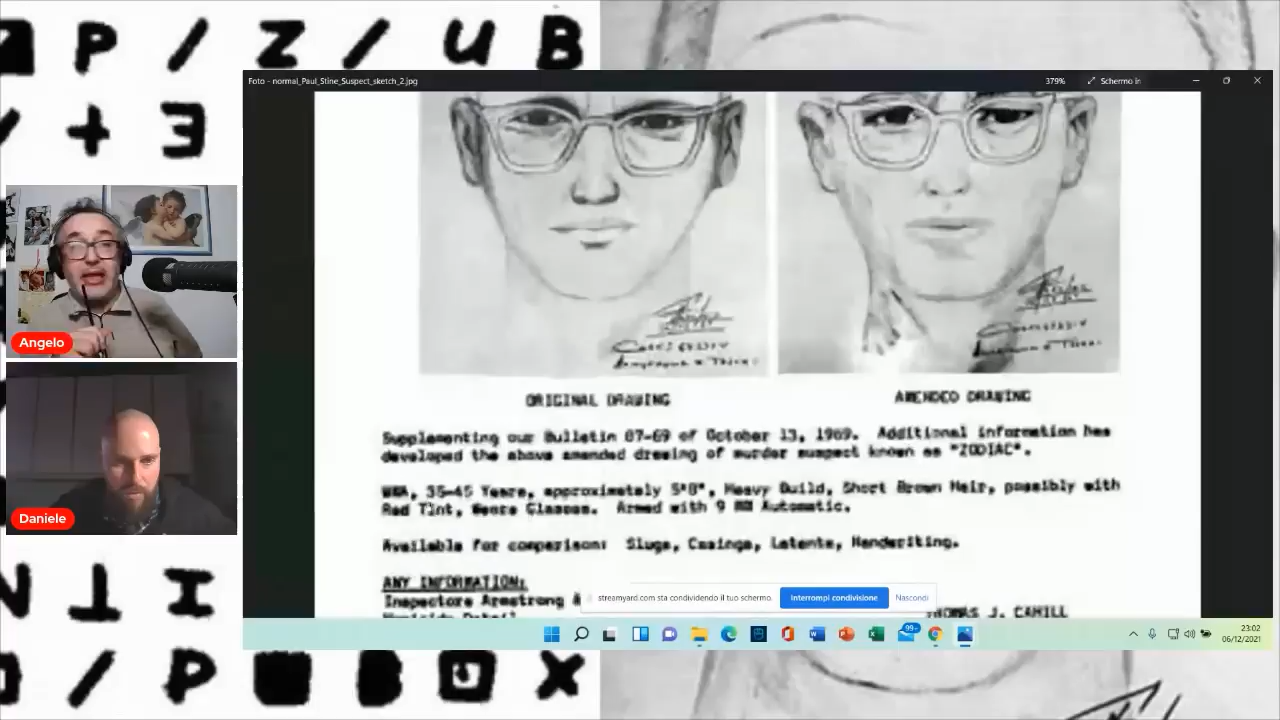 P / Z / U B
+ 3
Foto - normal_Paul_Stine_Suspect_sketch_2.jpg
379%
Schermo in
Angelo
Daniele
ORIGINAL DRAWING
AMENDED DRAWING
Supplementing our Bulletin 87-69 of October 13, 1969. Additional information has
developed the above amended drawing of murder suspect known as "ZODIAC".
WMA, 35-45 Years, approximately 5'8", Heavy Build, Short Brown Hair, possibly with
Red Tint, Wears Glasses. Armed with 9 MM Automatic.
Available for comparison: Slugs, Casings, Latents, Handwriting.
ANY INFORMATION:
Inspectors Armstrong &
THOMAS J. CAHILL
streamyard.com sta condividendo il tuo schermo.
Interrompi condivisione
Nascondi
99+
23:02
06/12/2021
N ⊥ I
/ P
X